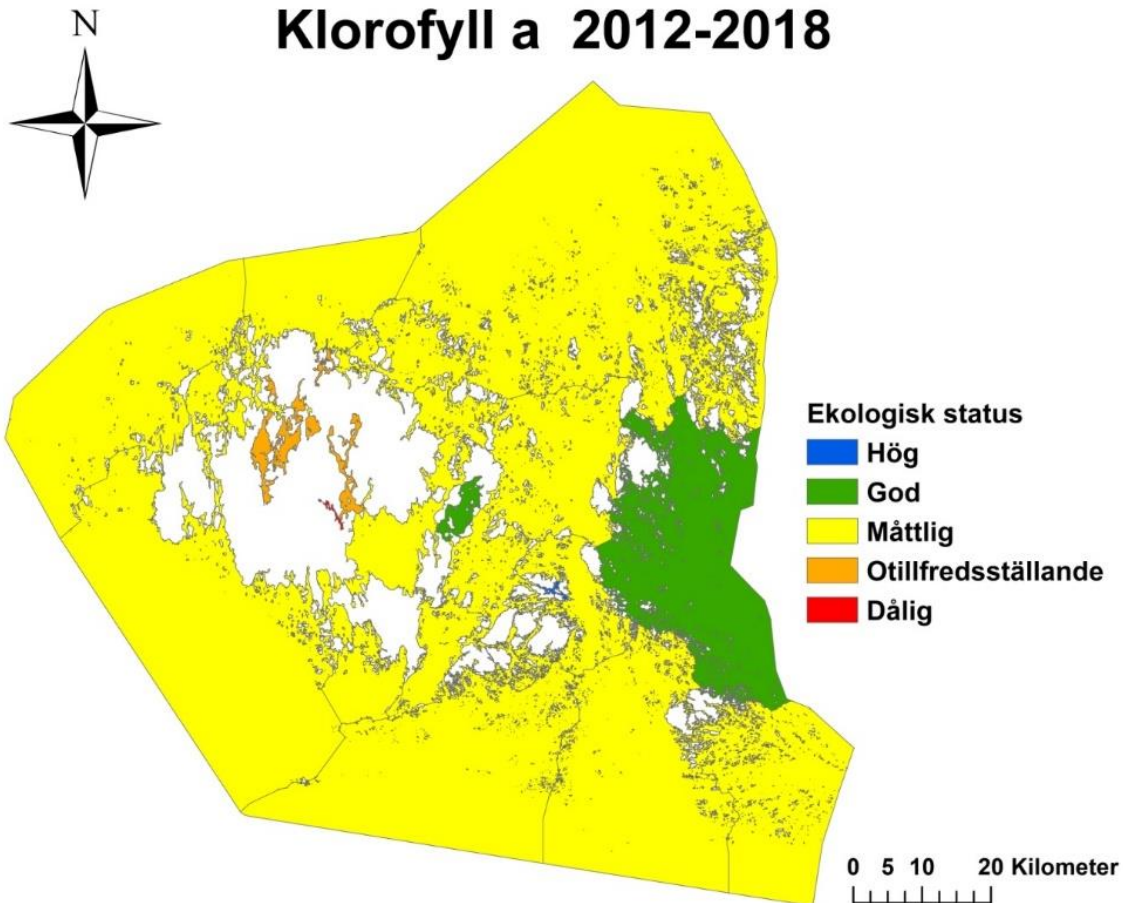 Klorofyll a 2012-2018
N
Ekologisk status
Hög
God
Måttlig
Otillfredsställande
Dålig
0 5 10 20 Kilometer